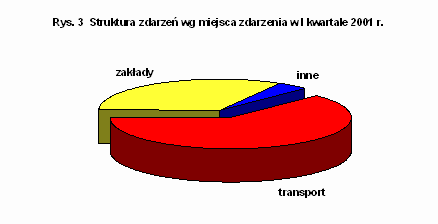 Rys. 3 Struktura zdarzeń wg miejsca zdarzenia w I kwartale 2001 r.
zakłady
inne
transport